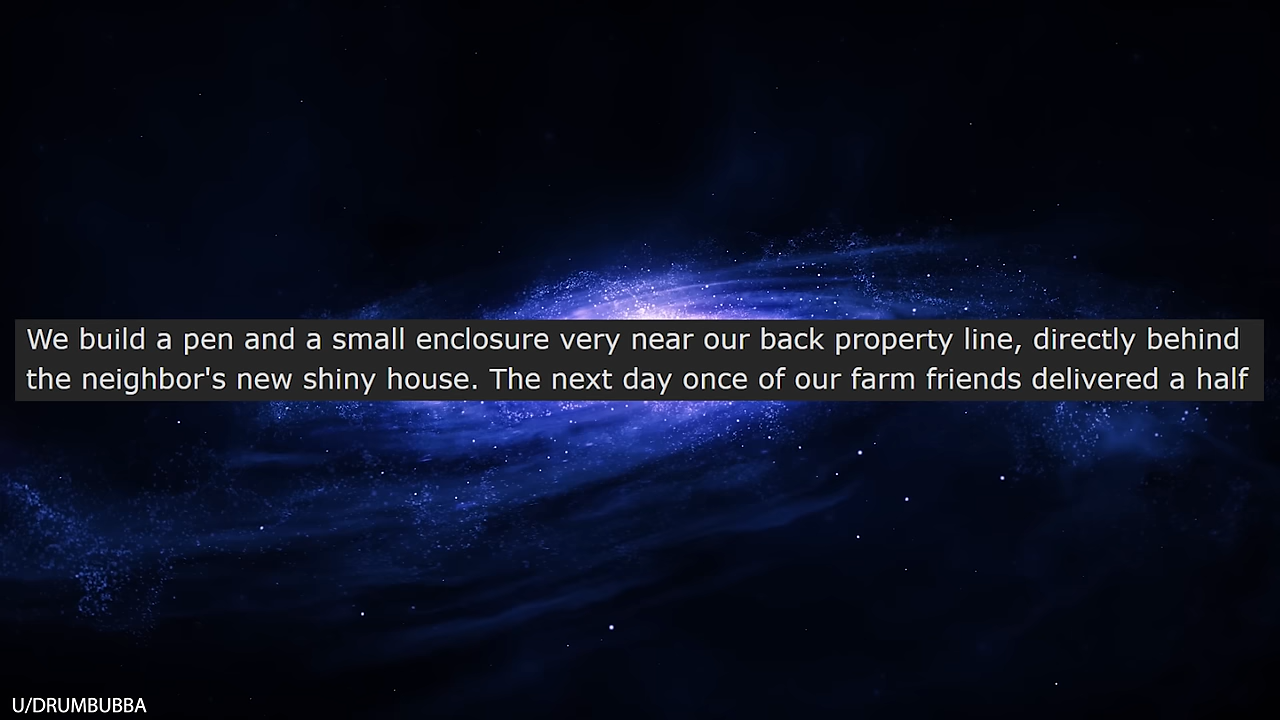 We build a pen and a small enclosure very near our back property line, directly behind
the neighbor's new shiny house. The next day once of our farm friends delivered a half
U/DRUMBUBBA